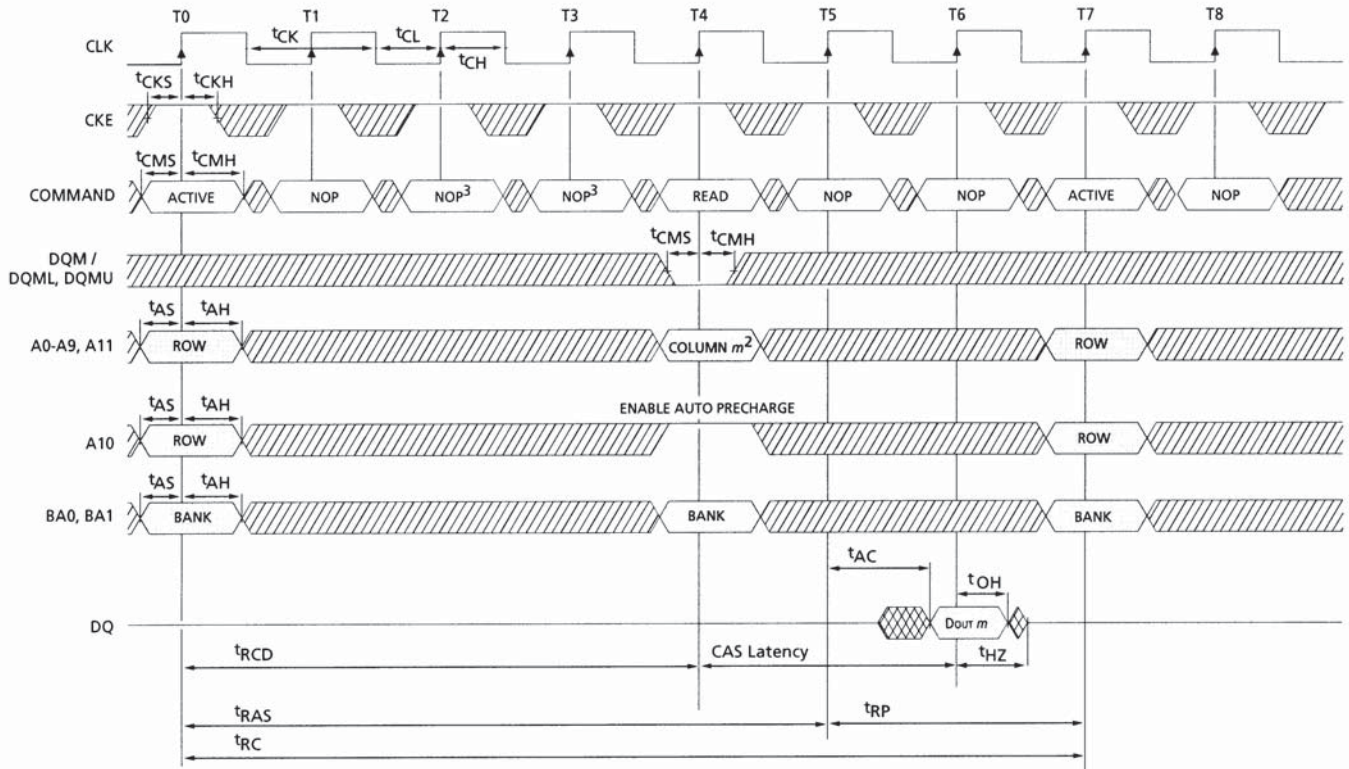 T0 T1 T2 T3 T4 T5 T6 T7 T8
CLK
tCK tCL
tCH
tCKS tCKH
CKE
tCMS tCMH
COMMAND ACTIVE NOP NOP3 NOP3 READ NOP NOP ACTIVE NOP
tCMS tCMH
DQM /
DQML, DQMU
tAS tAH
A0-A9, A11 ROW COLUMN m2 ROW
tAS tAH ENABLE AUTO PRECHARGE
A10 ROW ROW
tAS tAH
BA0, BA1 BANK BANK BANK
tAC
tOH
DQ DOUT m
tRCD CAS Latency tHZ
tRAS tRP
tRC